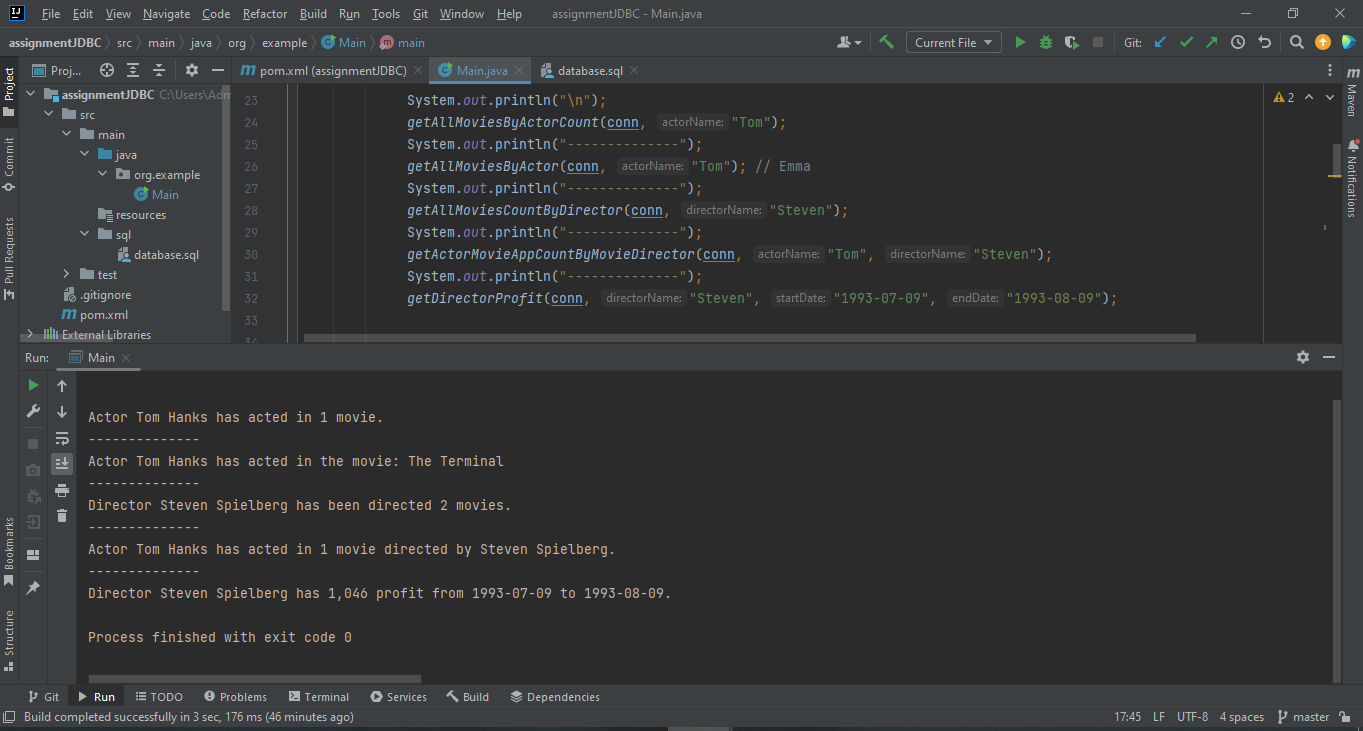 IJ File Edit View Navigate Code Refactor Build Run Tools Git Window Help assignmentJDBC - Main.java
assignmentJDBC src main java org example C Main m main Current File Git:
Project Proj... m pom.xml (assignmentJDBC) C Main.java database.sql
assignmentJDBC C:\Users\Adm
src
main
java
org.example
C Main
resources
sql
database.sql
test
.gitignore
m pom.xml
External Libraries
23 System.out.println("\n");
24 getAllMoviesByActorCount(conn, actorName: "Tom");
25 System.out.println("--------------");
26 getAllMoviesByActor(conn, actorName: "Tom"); // Emma
27 System.out.println("--------------");
28 getAllMoviesCountByDirector(conn, directorName: "Steven");
29 System.out.println("--------------");
30 getActorMovieAppCountByMovieDirector(conn, actorName: "Tom", directorName: "Steven");
31 System.out.println("--------------");
32 getDirectorProfit(conn, directorName: "Steven", startDate: "1993-07-09", endDate: "1993-08-09");
33
34
2
m Maven
Notifications
Commit
Pull Requests
Bookmarks
Structure
Run: Main
Actor Tom Hanks has acted in 1 movie.
--------------
Actor Tom Hanks has acted in the movie: The Terminal
--------------
Director Steven Spielberg has been directed 2 movies.
--------------
Actor Tom Hanks has acted in 1 movie directed by Steven Spielberg.
--------------
Director Steven Spielberg has 1,046 profit from 1993-07-09 to 1993-08-09.
Process finished with exit code 0
Git Run TODO Problems Terminal Services Build Dependencies
Build completed successfully in 3 sec, 176 ms (46 minutes ago) 17:45 LF UTF-8 4 spaces master